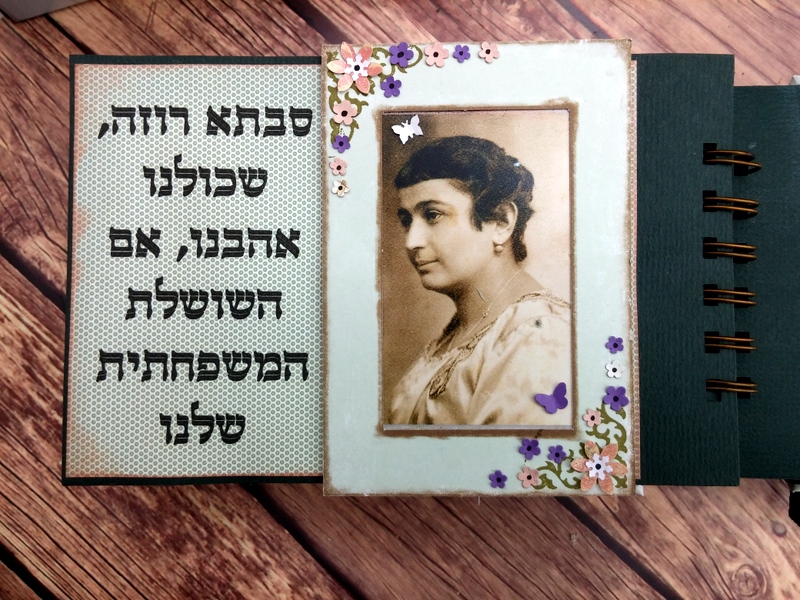 סבתא רוזה,
שכולנו
אהבנו, אם
השושלת
המשפחתית
שלנו